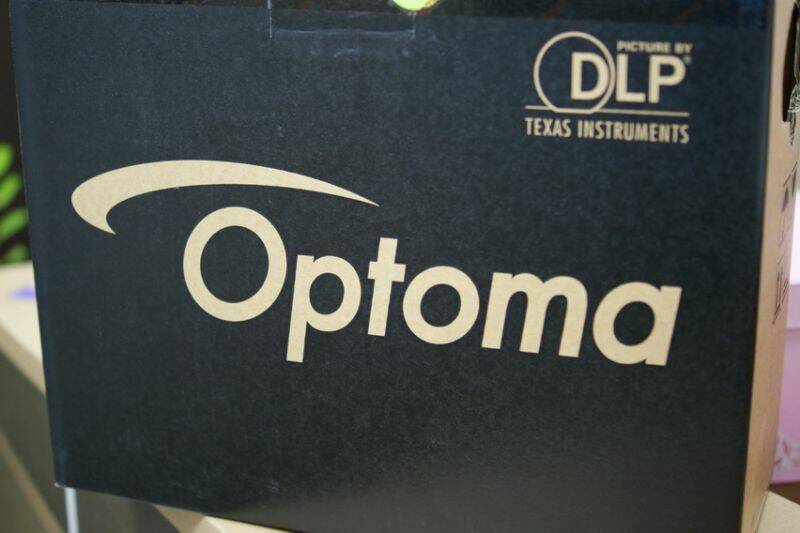 PICTURE BY
DLP®
TEXAS INSTRUMENTS
Optoma